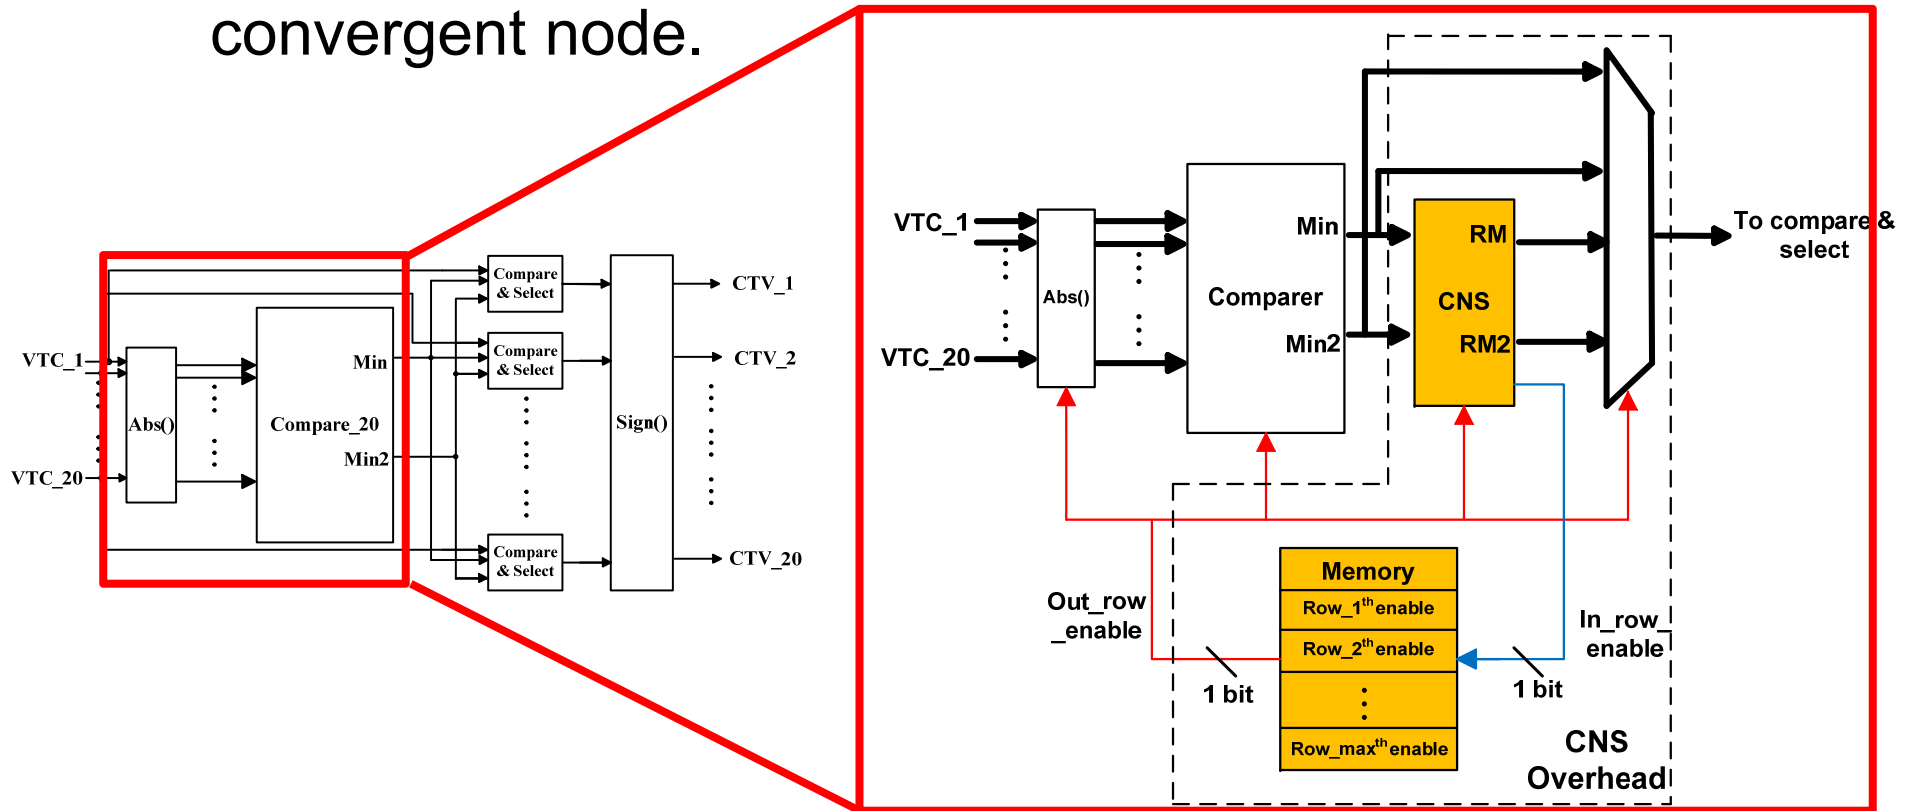 convergent node.
VTC_1
VTC_20
Abs()
Compare_20
Min
Min2
Compare
& Select
Compare
& Select
Compare
& Select
Sign()
CTV_1
CTV_2
CTV_20
VTC_1
VTC_20
Abs()
Comparer
Min
Min2
RM
CNS
RM2
To compare &
select
Out_row
_enable
1 bit
Memory
Row_1th enable
Row_2th enable
Row_maxth enable
In_row_
enable
1 bit
CNS
Overhead